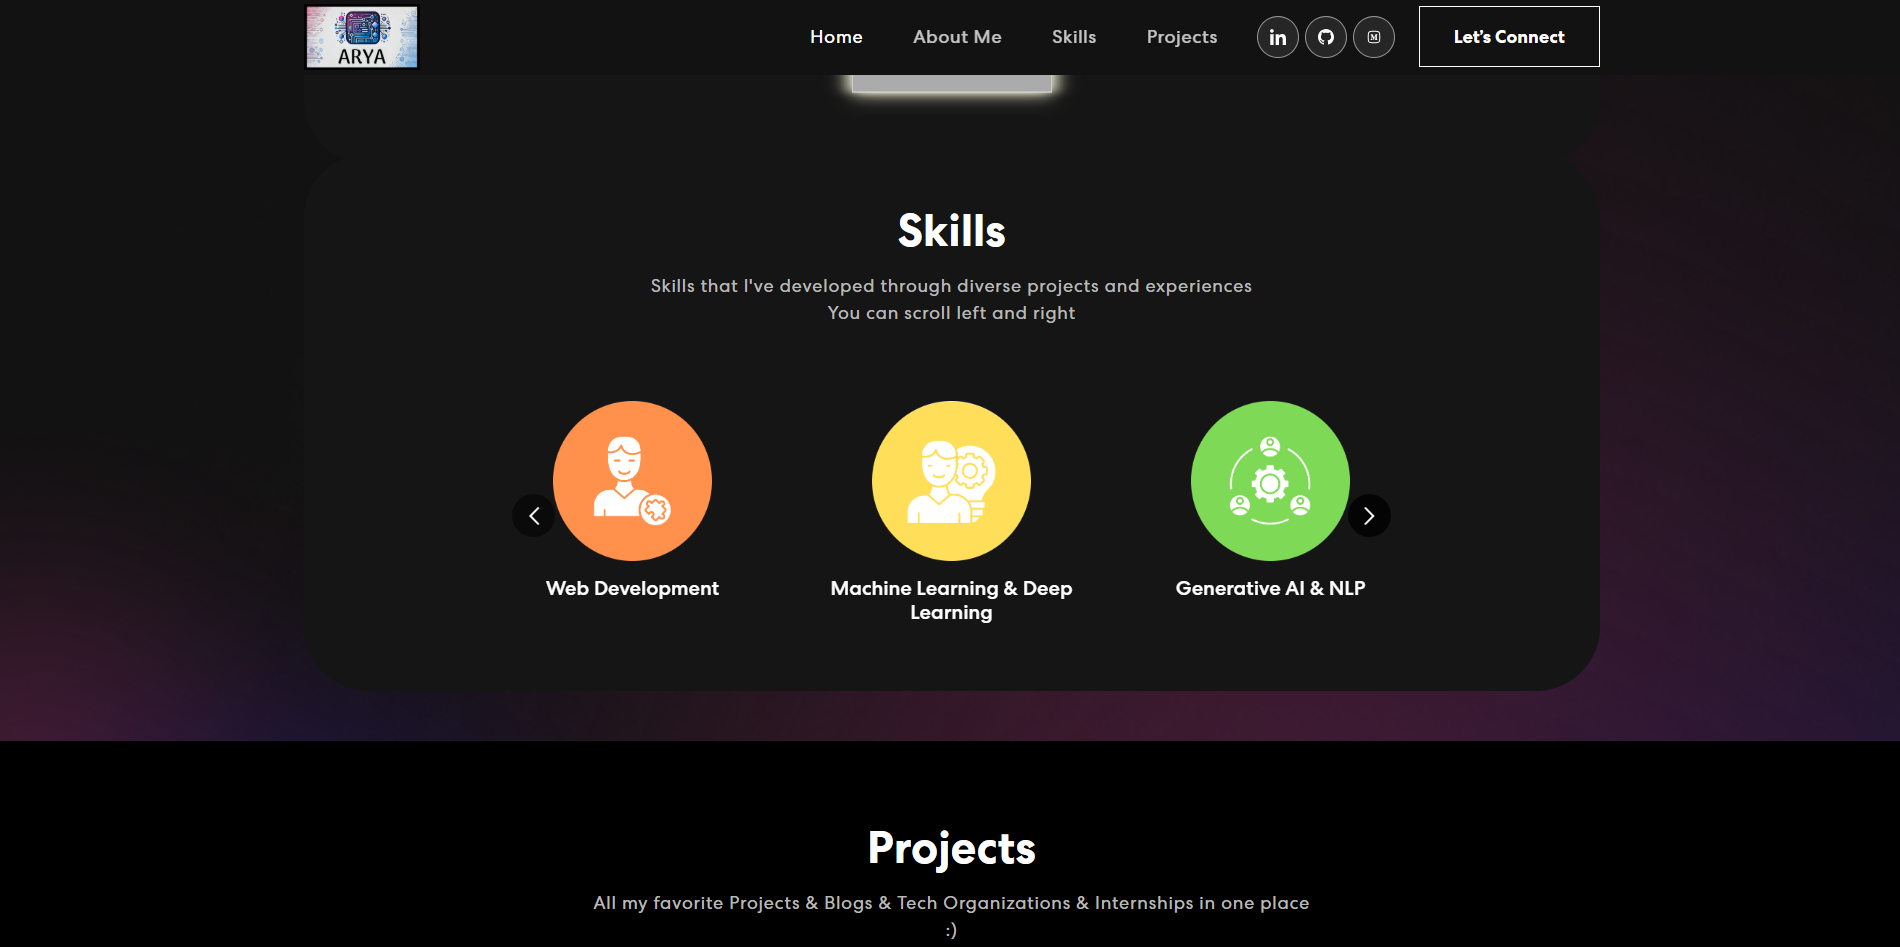 ARYA
Home
About Me
Skills
Projects
in
M
Let's Connect
Skills
Skills that I've developed through diverse projects and experiences
You can scroll left and right
Web Development
Machine Learning & Deep
Learning
Generative AI & NLP
Projects
All my favorite Projects & Blogs & Tech Organizations & Internships in one place
:)